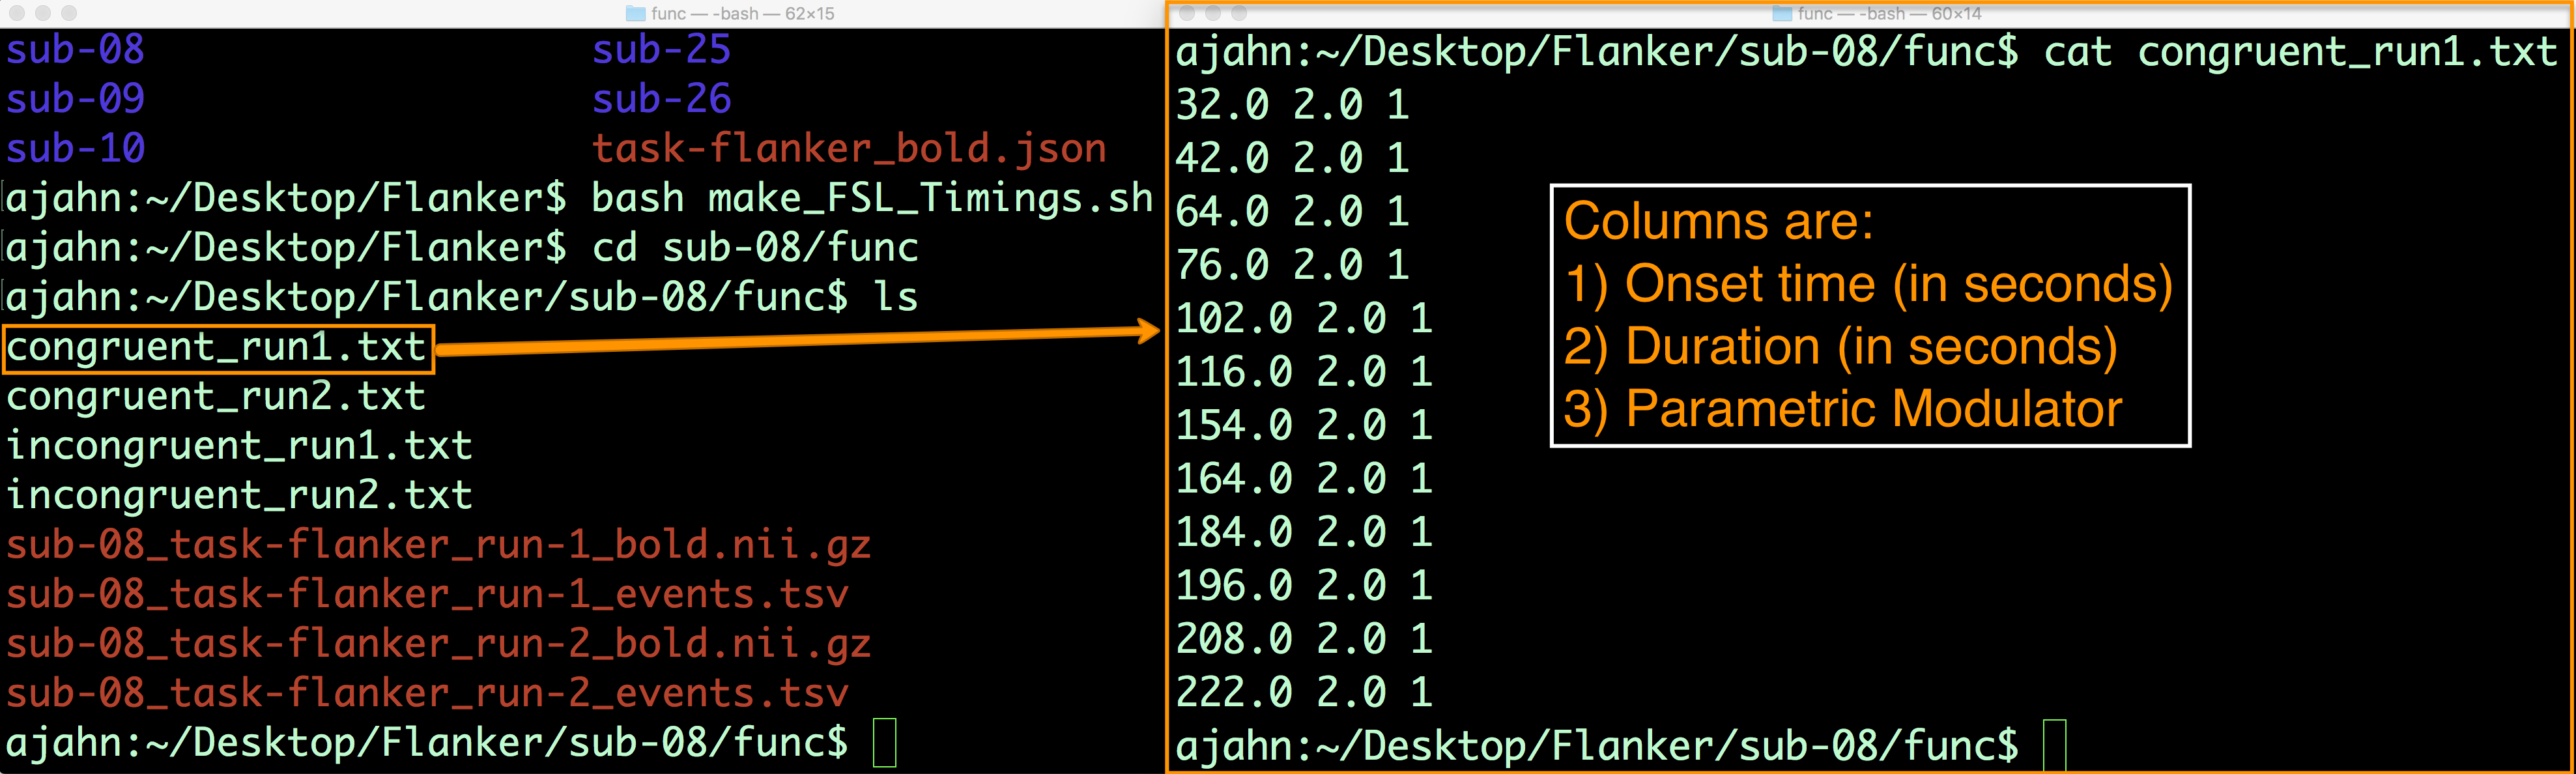 func — -bash — 62×15
sub-08 sub-25
sub-09 sub-26
sub-10 task-flanker_bold.json
ajahn:~/Desktop/Flanker$ bash make_FSL_Timings.sh
ajahn:~/Desktop/Flanker$ cd sub-08/func
ajahn:~/Desktop/Flanker/sub-08/func$ ls
congruent_run1.txt
congruent_run2.txt
incongruent_run1.txt
incongruent_run2.txt
sub-08_task-flanker_run-1_bold.nii.gz
sub-08_task-flanker_run-1_events.tsv
sub-08_task-flanker_run-2_bold.nii.gz
sub-08_task-flanker_run-2_events.tsv
ajahn:~/Desktop/Flanker/sub-08/func$
func — -bash — 60×14
ajahn:~/Desktop/Flanker/sub-08/func$ cat congruent_run1.txt
32.0 2.0 1
42.0 2.0 1
64.0 2.0 1
76.0 2.0 1
102.0 2.0 1
116.0 2.0 1
154.0 2.0 1
164.0 2.0 1
184.0 2.0 1
196.0 2.0 1
208.0 2.0 1
222.0 2.0 1
ajahn:~/Desktop/Flanker/sub-08/func$
Columns are:
1) Onset time (in seconds)
2) Duration (in seconds)
3) Parametric Modulator